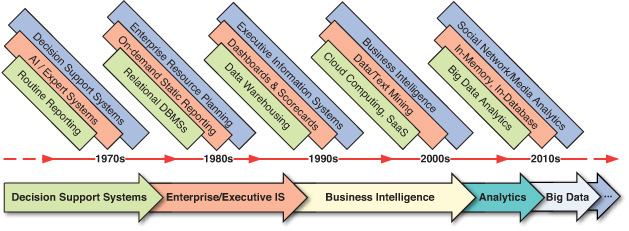 Decision Support Systems
AI / Expert Systems
Routine Reporting
Enterprise Resource Planning
On-demand Static Reporting
Relational DBMSs
Executive Information Systems
Dashboards & Scorecards
Data Warehousing
Business Intelligence
Data/Text Mining
Cloud Computing, SaaS
Social Network/Media Analytics
In-Memory, In-Database
Big Data Analytics
1970s
1980s
1990s
2000s
2010s
Decision Support Systems
Enterprise/Executive IS
Business Intelligence
Analytics
Big Data
...